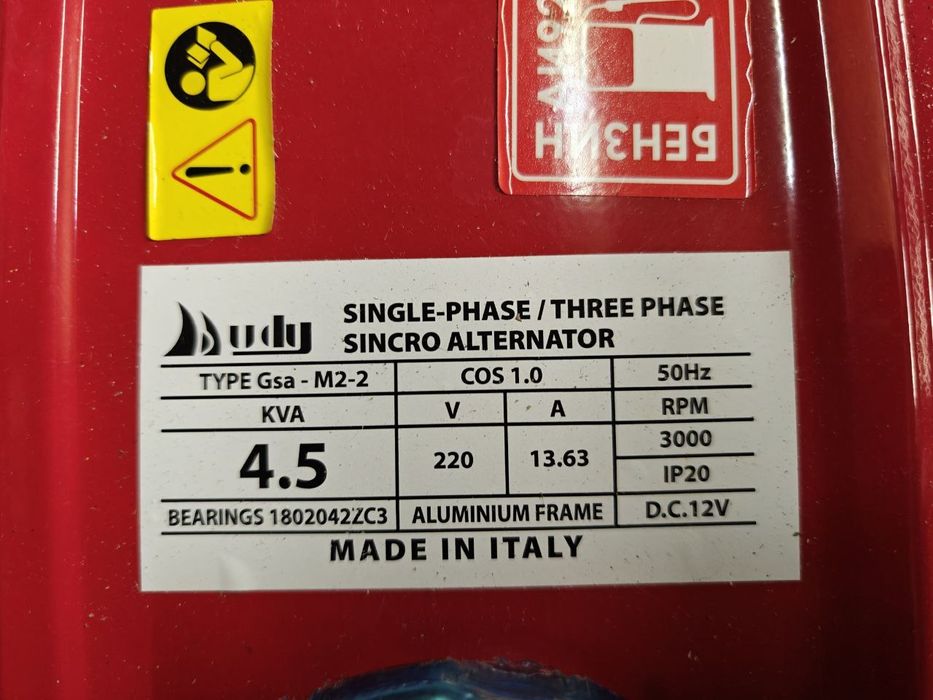 БЕНЗИН
SINGLE-PHASE / THREE PHASE
SINCRO ALTERNATOR
TYPE Gsa - M2-2 COS 1.0 50Hz
KVA V A RPM
4.5 220 13.63 3000
IP20
BEARINGS 1802042ZC3 ALUMINIUM FRAME D.C.12V
MADE IN ITALY